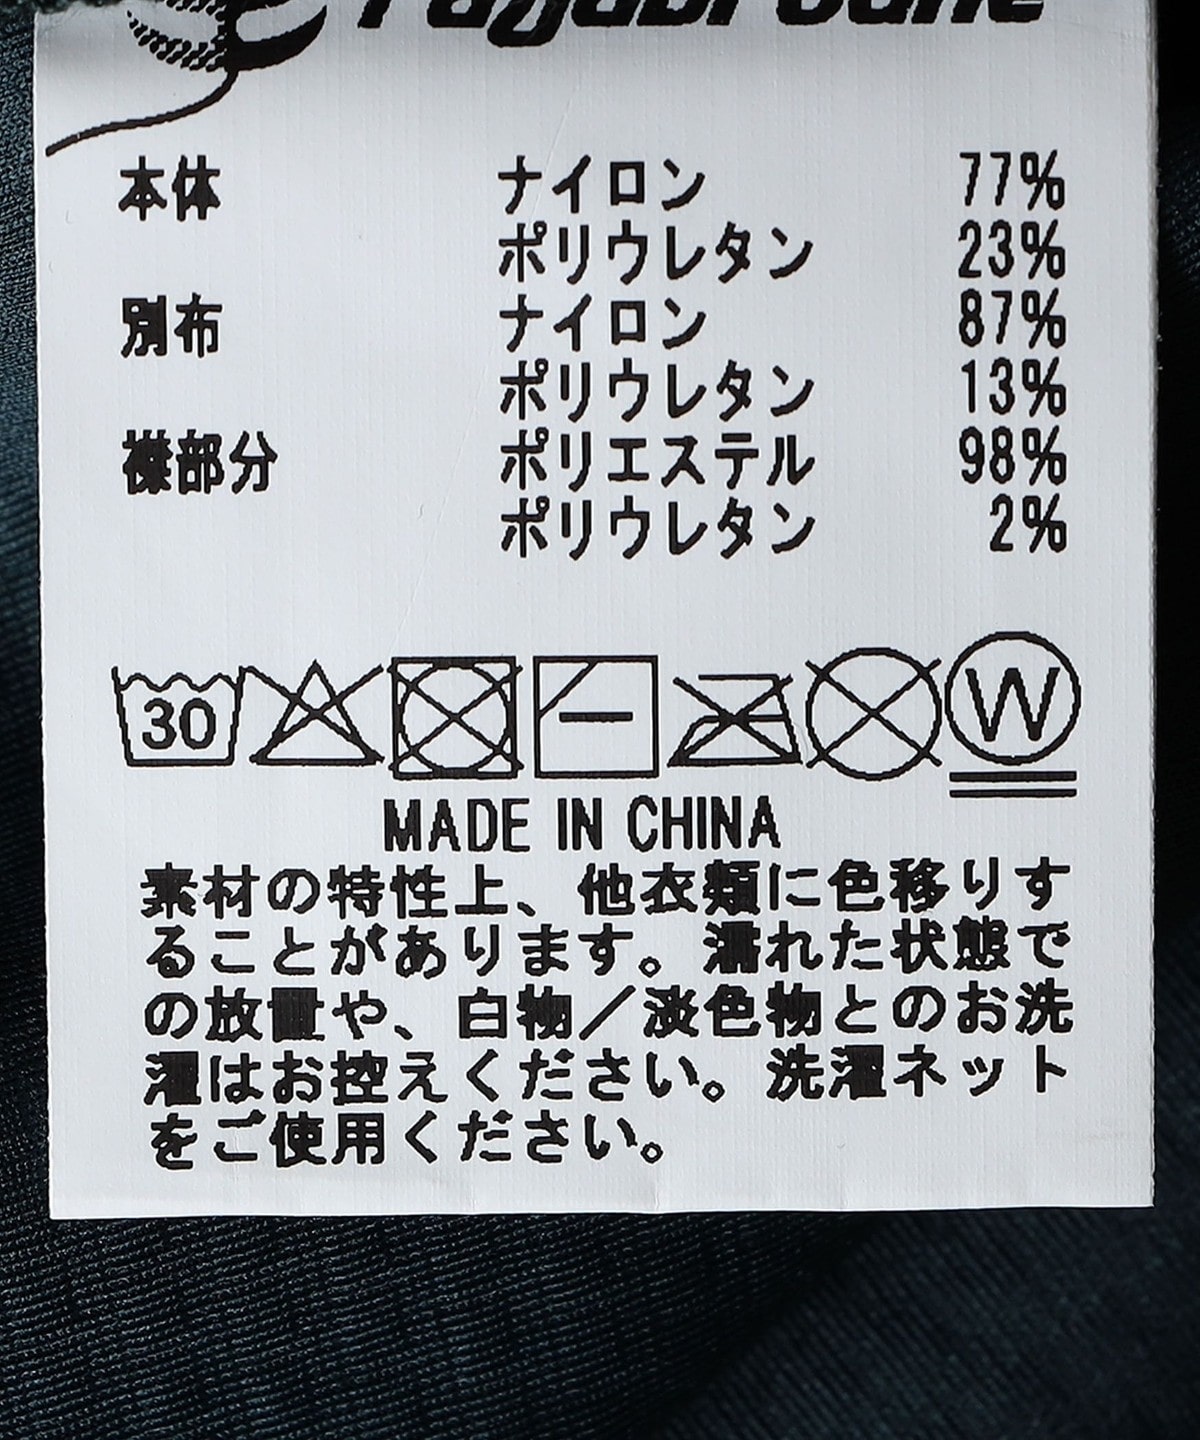 本体 ナイロン 77%
ポリウレタン 23%
別布 ナイロン 87%
ポリウレタン 13%
襟部分 ポリエステル 98%
ポリウレタン 2%
30 W
MADE IN CHINA
素材の特性上、他衣類に色移りす
ることがあります。濡れた状態で
の放置や、白物／淡色物とのお洗
濯はお控えください。洗濯ネット
をご使用ください。